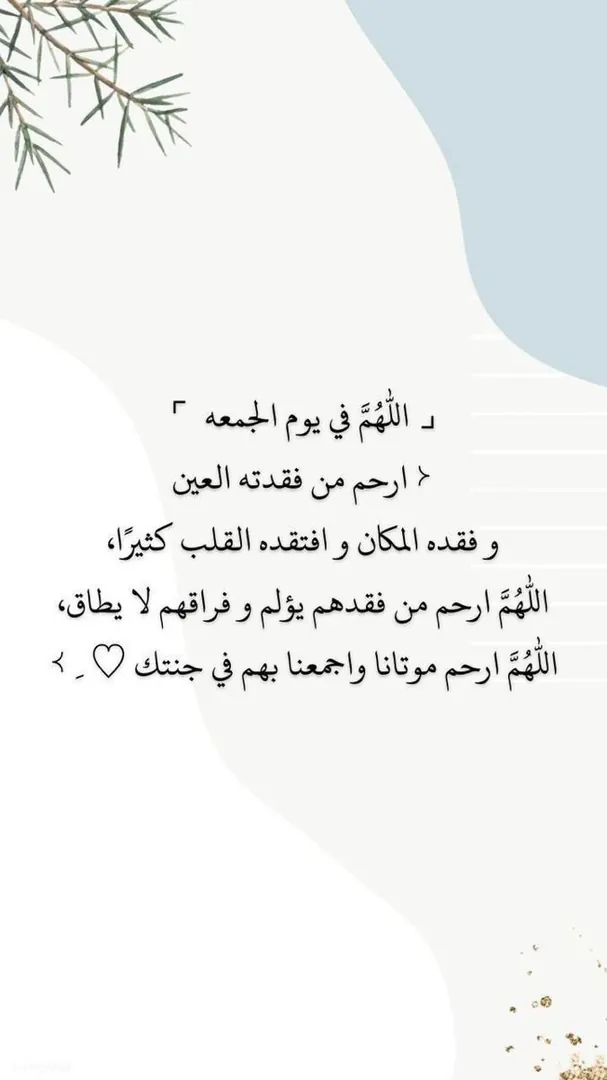 ⌏ اللّٰهُمَّ في يوم الجمعه ⌜
﴿ ارحم من فقدته العين
و فقده المكان و افتقده القلب كثيرًا،
اللّٰهُمَّ ارحم من فقدهم يؤلم و فراقهم لا يطاق،
اللّٰهُمَّ ارحم موتانا واجمعنا بهم في جنتك ♡ ِ ﴾